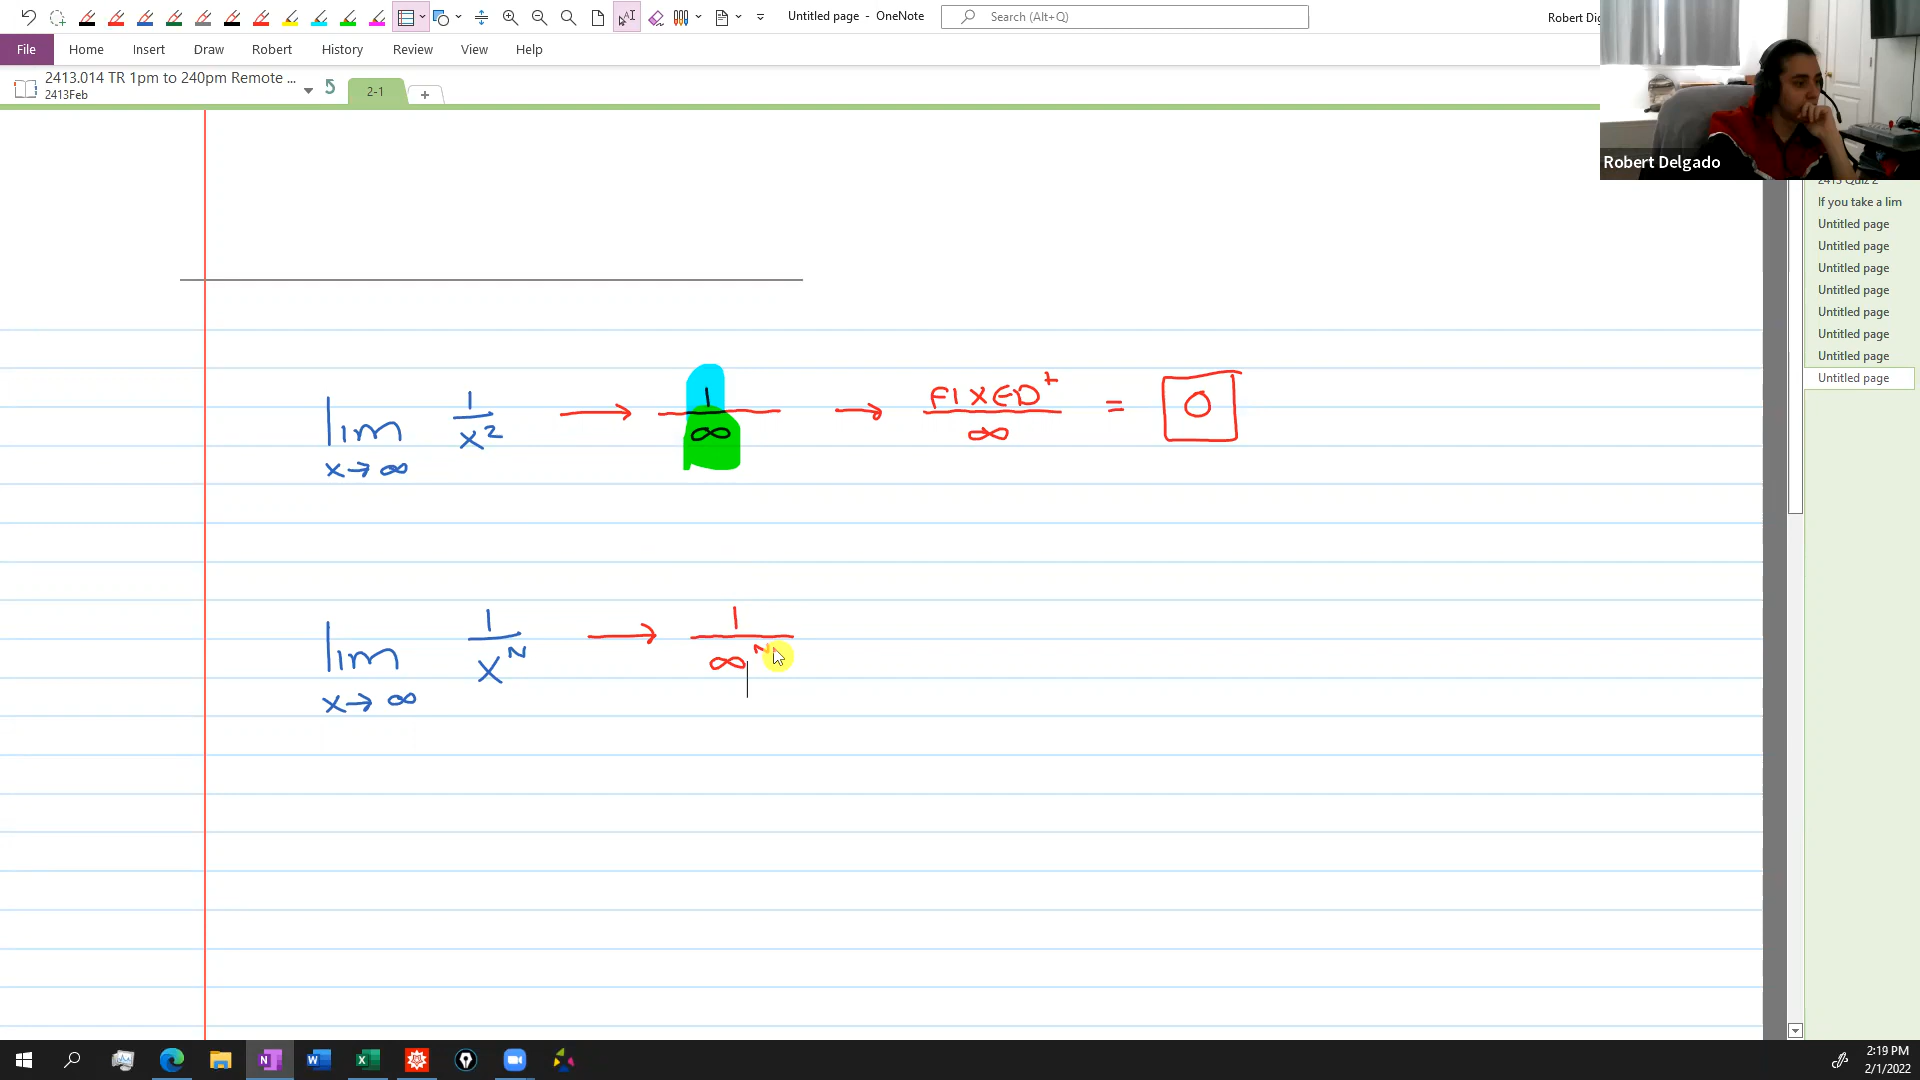 Untitled page - OneNote
Search (Alt+Q)
Robert Dig
File Home Insert Draw Robert History Review View Help
2413.014 TR 1pm to 240pm Remote ...
2413Feb
2-1
Robert Delgado
2413 Quiz 2
If you take a lim
Untitled page
Untitled page
Untitled page
Untitled page
Untitled page
Untitled page
Untitled page
Untitled page
lim x→∞ 1/x² → 1/∞ → FIXED⁺/∞ = 0
lim x→∞ 1/x^N → 1/∞^N
2:19 PM
2/1/2022